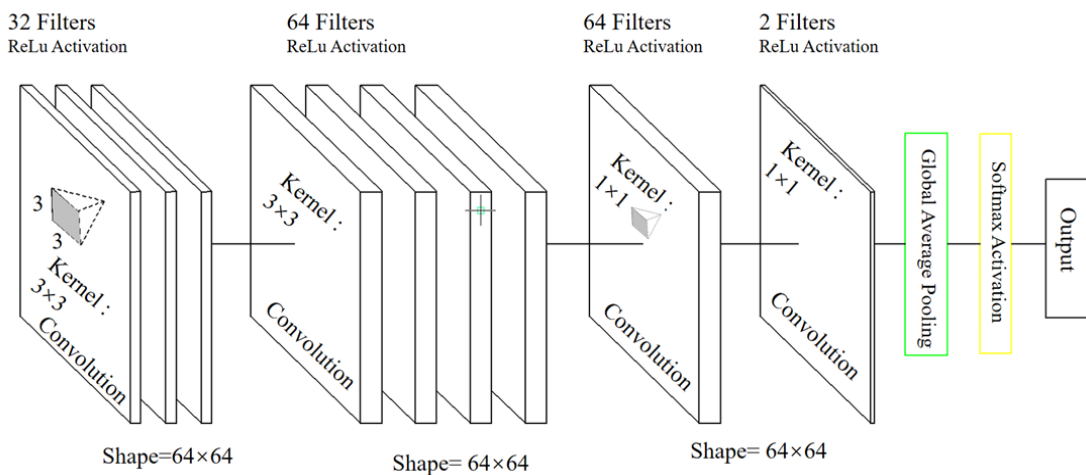 32 Filters
ReLu Activation
64 Filters
ReLu Activation
64 Filters
ReLu Activation
2 Filters
ReLu Activation
3
3
Kernel :
3×3
Convolution
Kernel :
3×3
Convolution
Kernel :
1×1
Convolution
Kernel :
1×1
Convolution
Global Average Pooling
Softmax Activation
Output
Shape=64×64
Shape= 64×64
Shape= 64×64